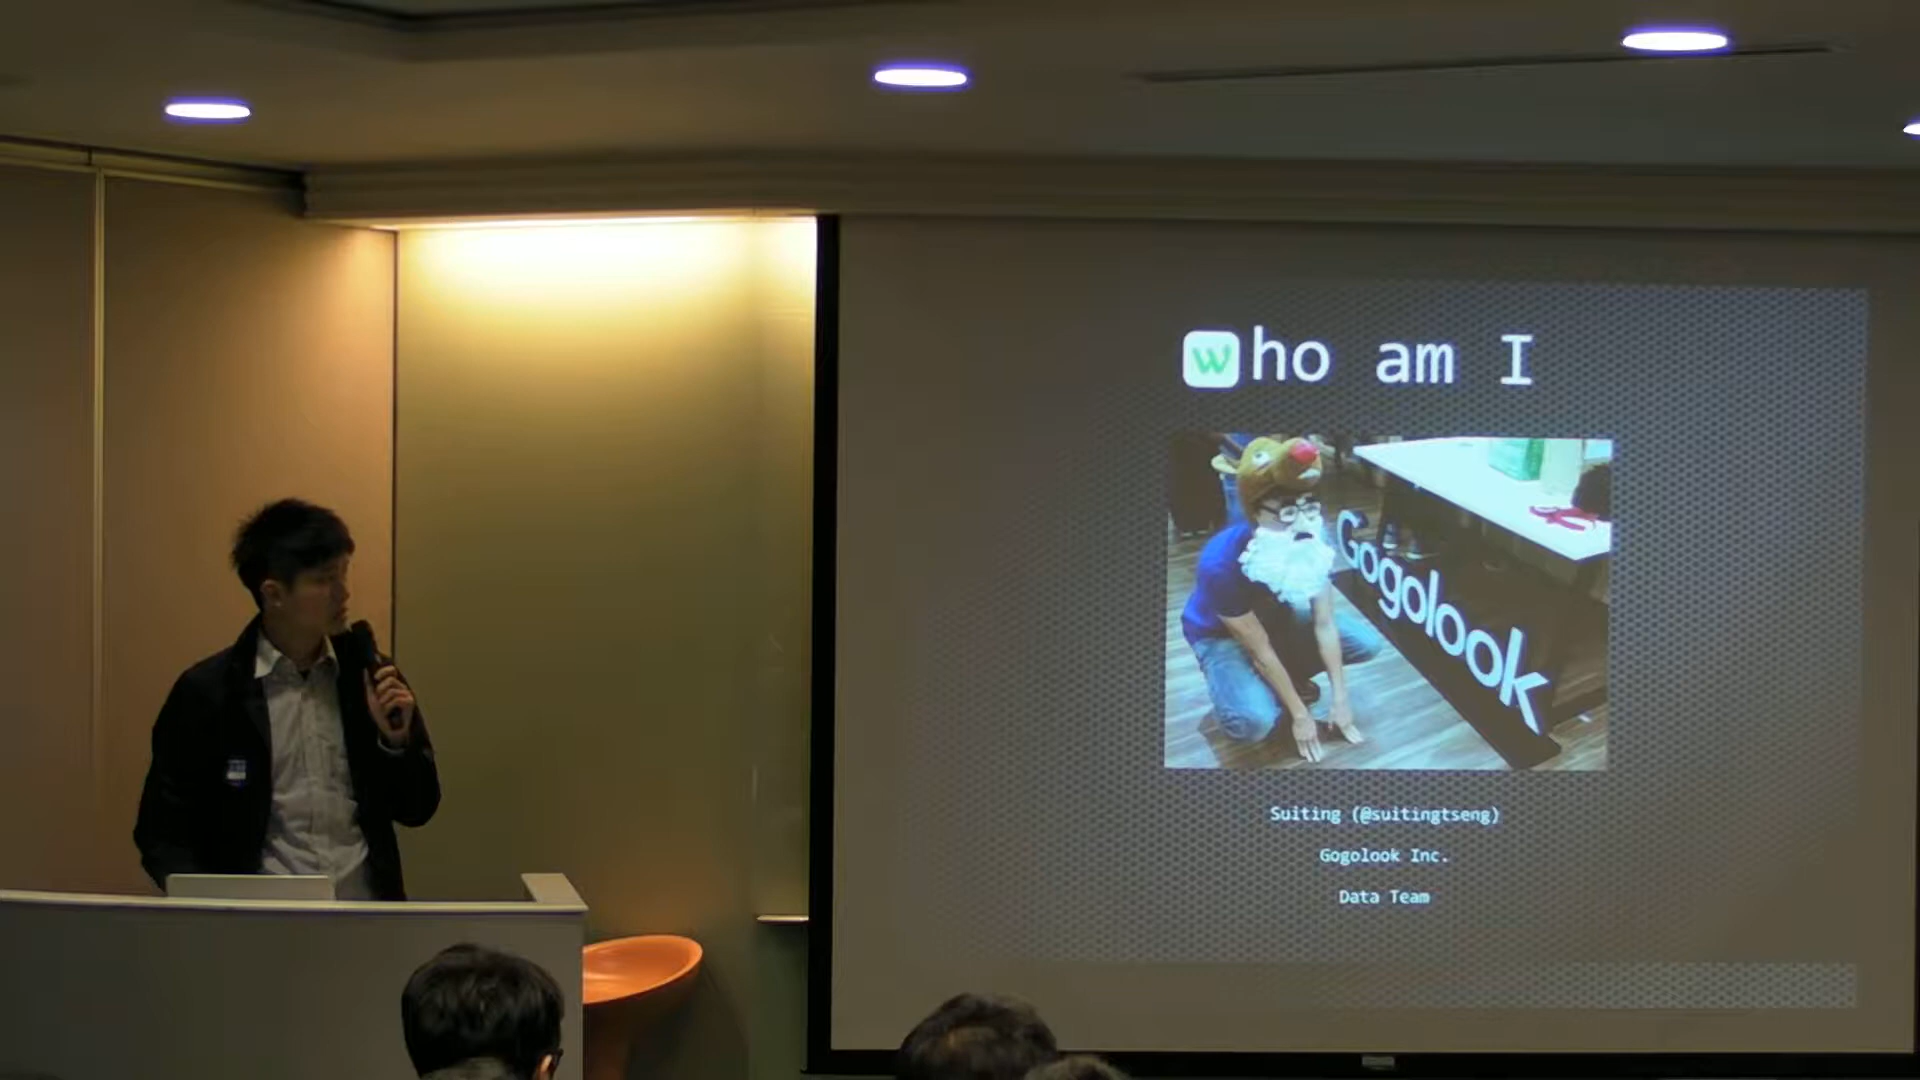 Who am I
Gogolook
Suiting (@suitingtseng)
Gogolook Inc.
Data Team